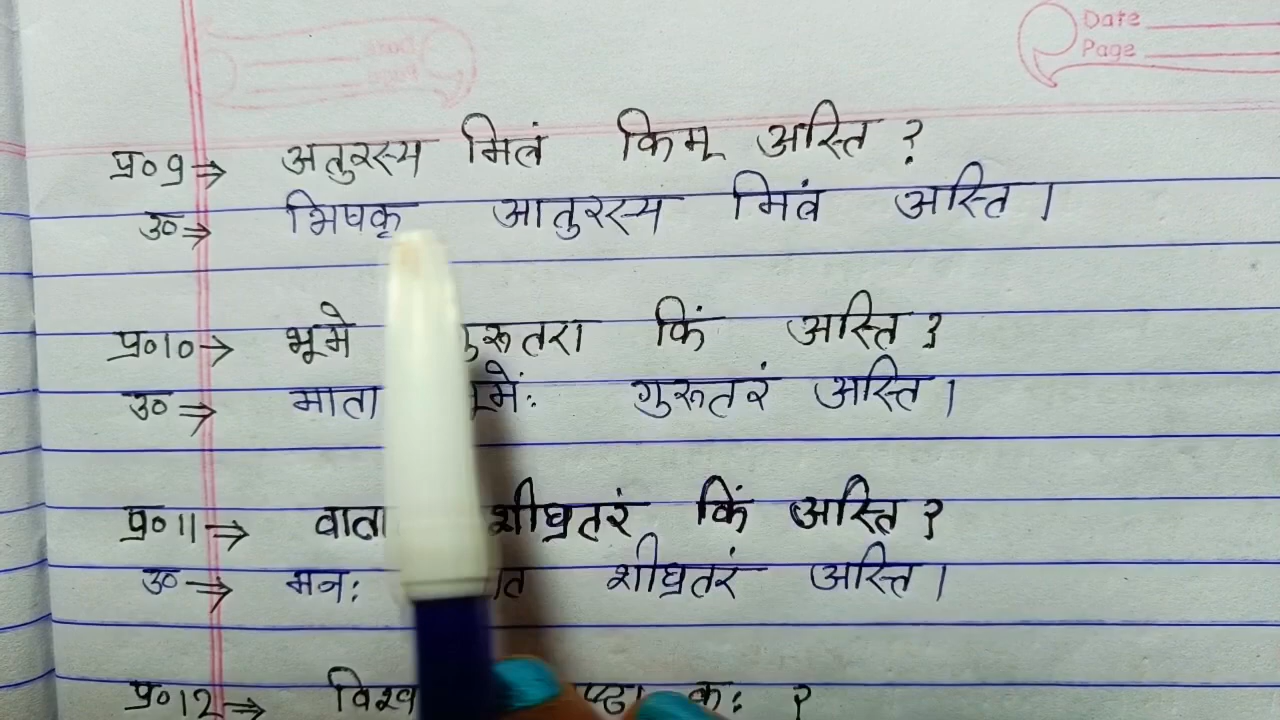 Date
Page
प्र०9→ अतुरस्य मित्रं किम् अस्ति ?
उ०→ भिषक् आतुरस्य मित्रं अस्ति।
प्र०10→ भूमे गुरूतरा किं अस्ति ?
उ०→ माता गुरूतरं अस्ति।
प्र०11→ शीघ्रतरं किं अस्ति ?
उ०→ मनः शीघ्रतरं अस्ति।
प्र०12→ कः ?